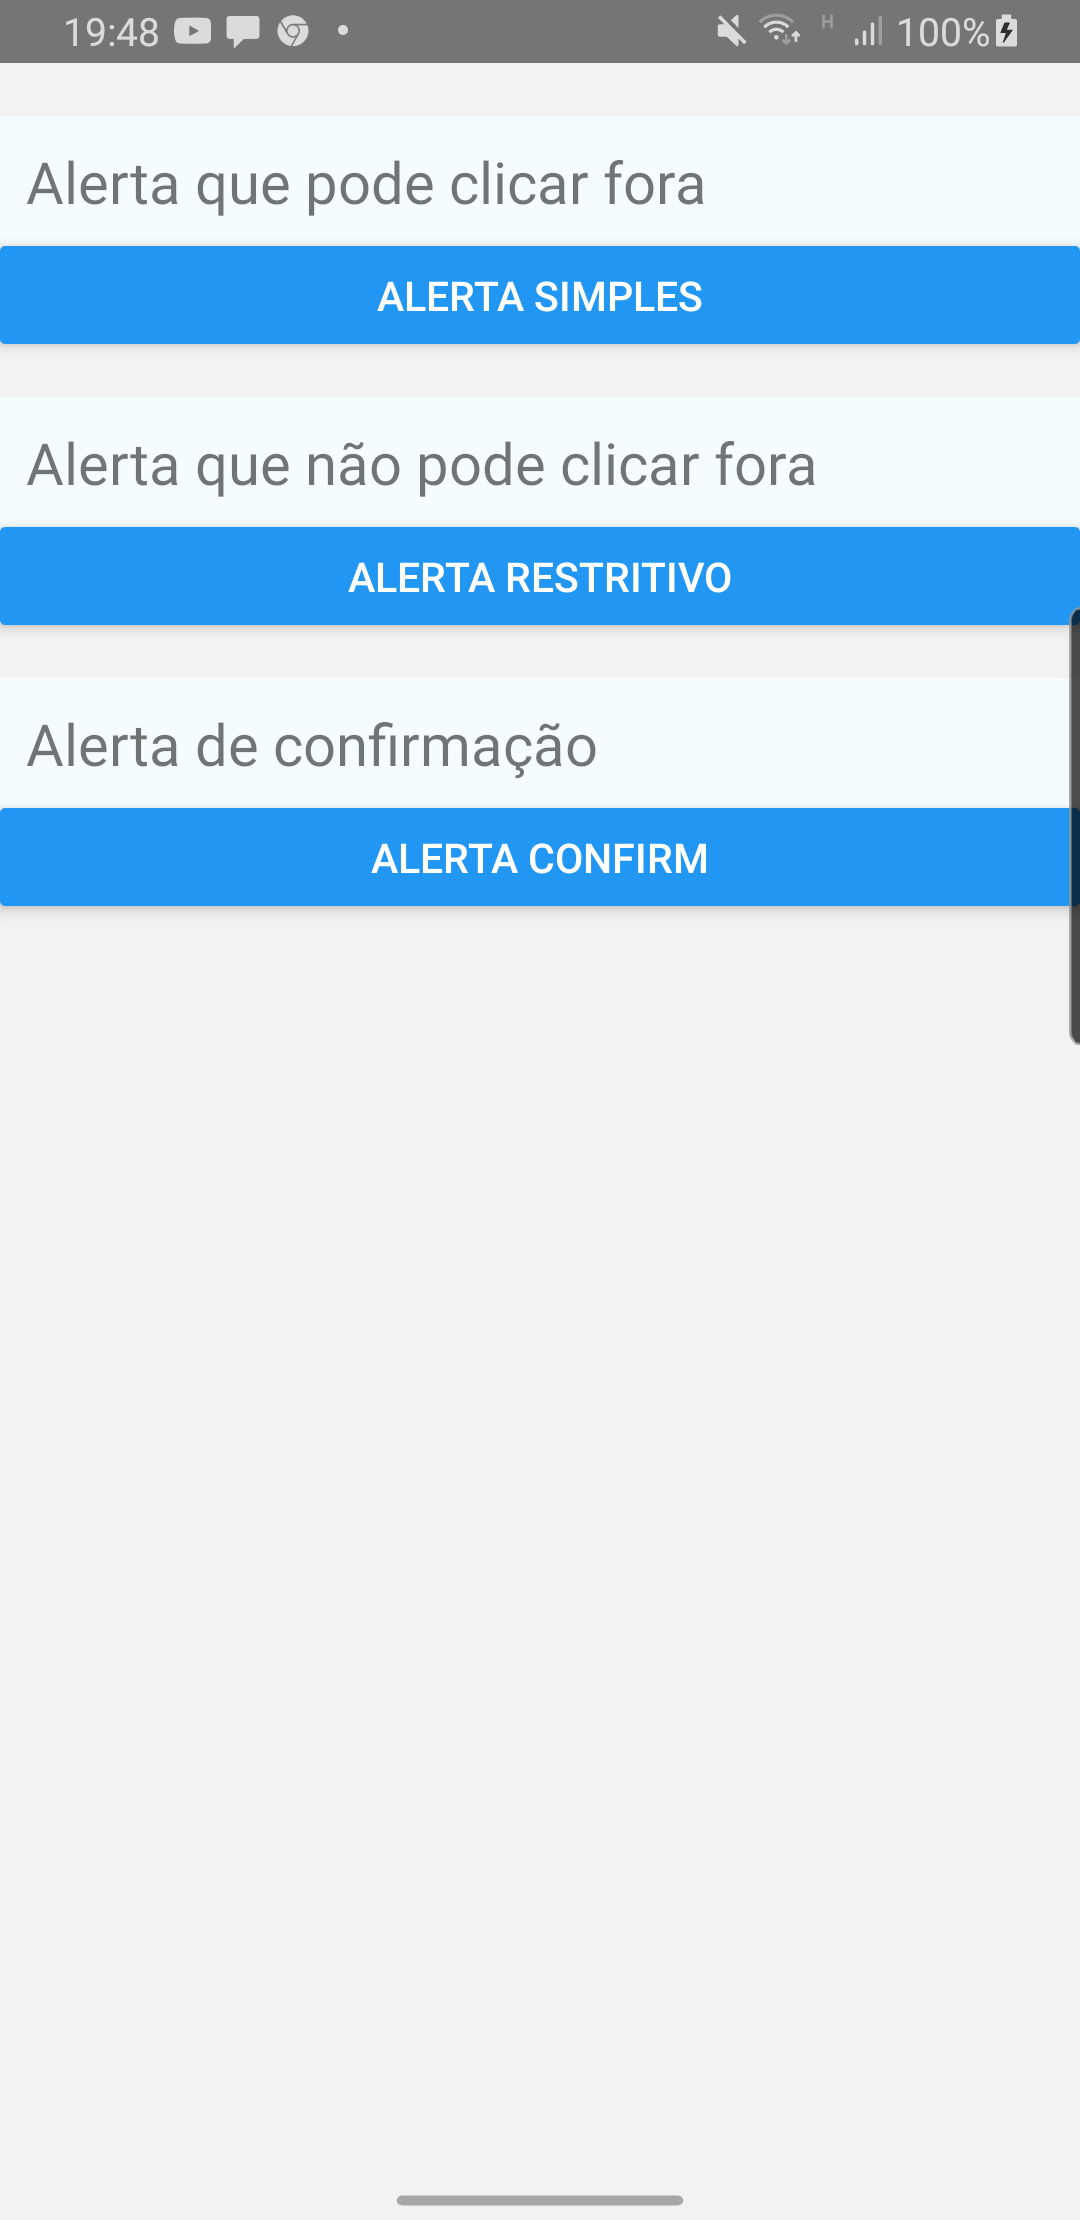 19:48
H 100%
Alerta que pode clicar fora
ALERTA SIMPLES
Alerta que não pode clicar fora
ALERTA RESTRITIVO
Alerta de confirmação
ALERTA CONFIRM